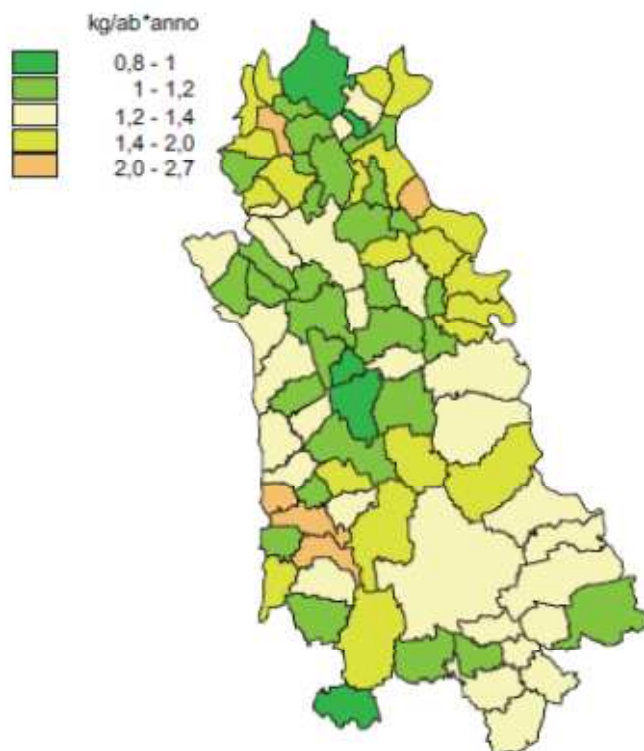 kg/ab*anno
0,8 - 1
1 - 1,2
1,2 - 1,4
1,4 - 2,0
2,0 - 2,7